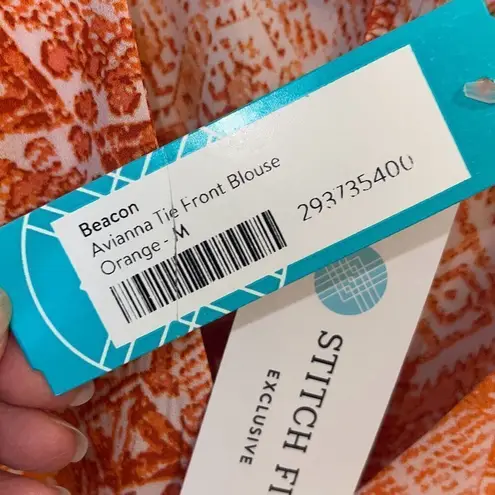 Beacon
Avianna Tie Front Blouse
Orange - M
293735400
STITCH FI
EXCLUSIVE